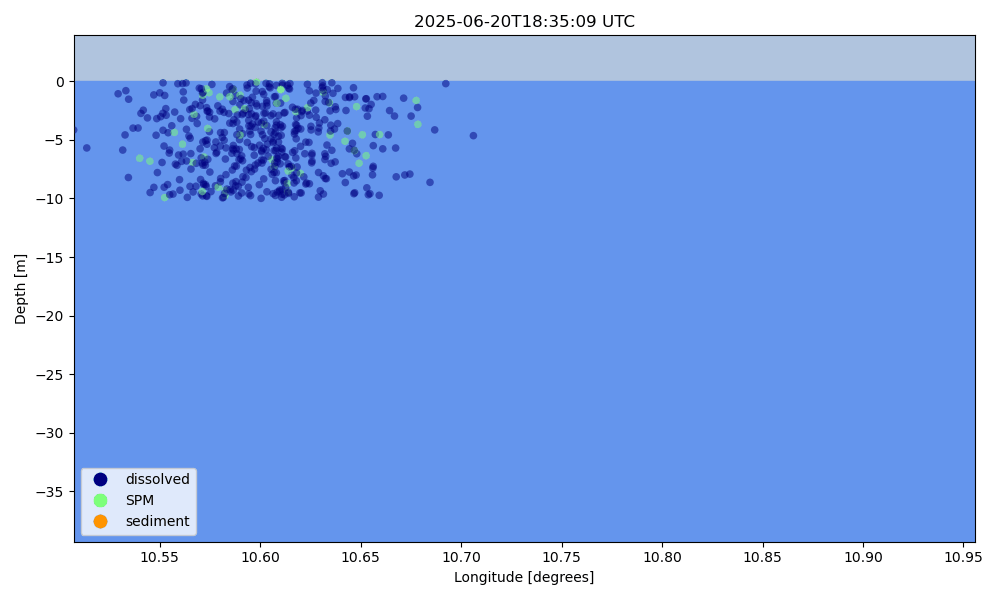 2025-06-20T18:35:09 UTC
0
−5
−10
−15
−20
−25
−30
−35
Depth [m]
dissolved
SPM
sediment
10.55 10.60 10.65 10.70 10.75 10.80 10.85 10.90 10.95
Longitude [degrees]